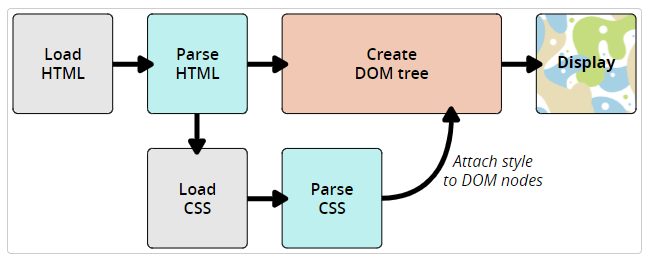 Load
HTML
Parse
HTML
Create
DOM tree
Display
Load
CSS
Parse
CSS
Attach style
to DOM nodes